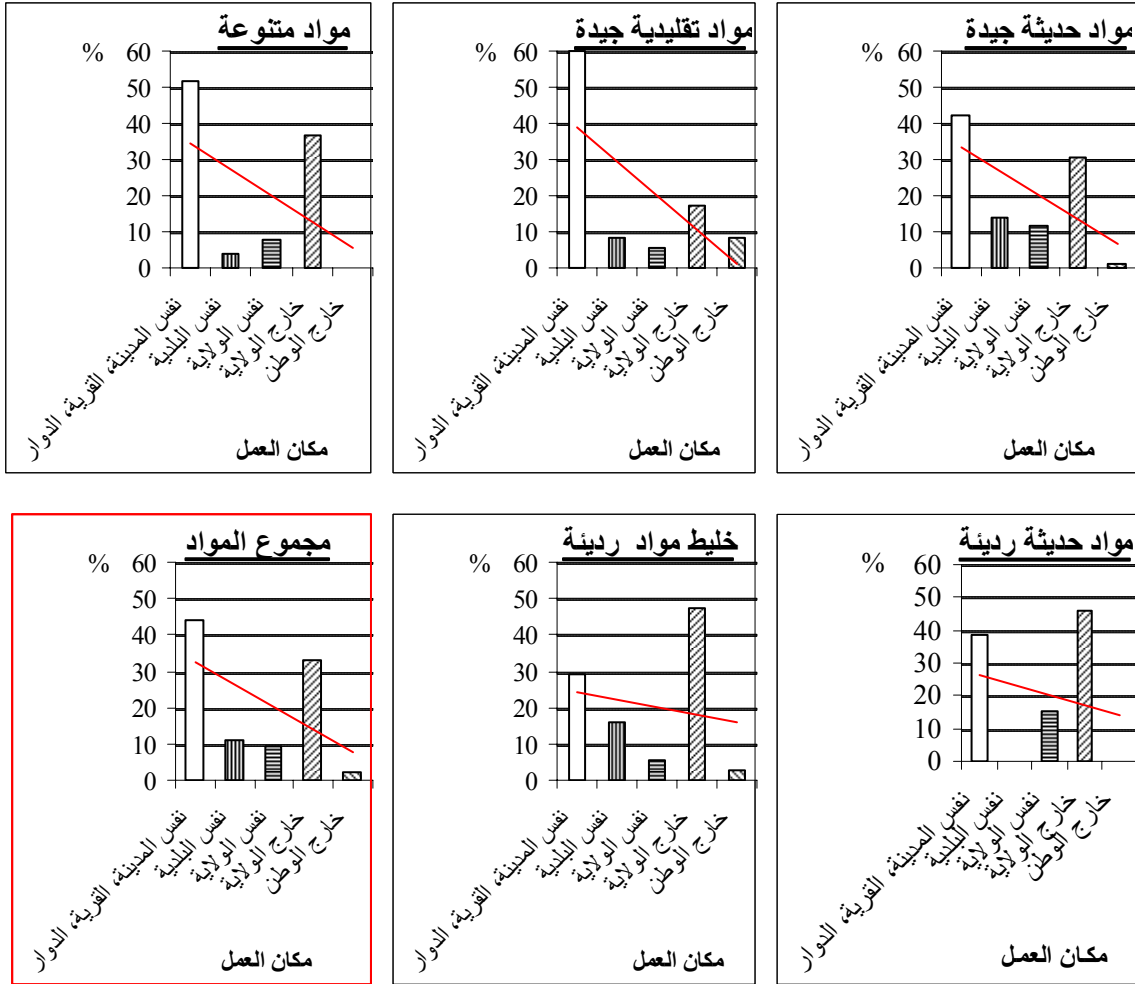 مواد حديثة جيدة
%
60
50
40
30
20
10
0
نفس المدينة، القرية، الدوار
نفس البلدية
نفس الولاية
خارج الولاية
خارج الوطن
مكان العمل
مواد تقليدية جيدة
%
60
50
40
30
20
10
0
نفس المدينة، القرية، الدوار
نفس البلدية
نفس الولاية
خارج الولاية
خارج الوطن
مكان العمل
مواد متنوعة
%
60
50
40
30
20
10
0
نفس المدينة، القرية، الدوار
نفس البلدية
نفس الولاية
خارج الولاية
خارج الوطن
مكان العمل
مواد حديثة رديئة
%
60
50
40
30
20
10
0
نفس المدينة، القرية، الدوار
نفس البلدية
نفس الولاية
خارج الولاية
خارج الوطن
مكان العمل
خليط مواد رديئة
%
60
50
40
30
20
10
0
نفس المدينة، القرية، الدوار
نفس البلدية
نفس الولاية
خارج الولاية
خارج الوطن
مكان العمل
مجموع المواد
%
60
50
40
30
20
10
0
نفس المدينة، القرية، الدوار
نفس البلدية
نفس الولاية
خارج الولاية
خارج الوطن
مكان العمل